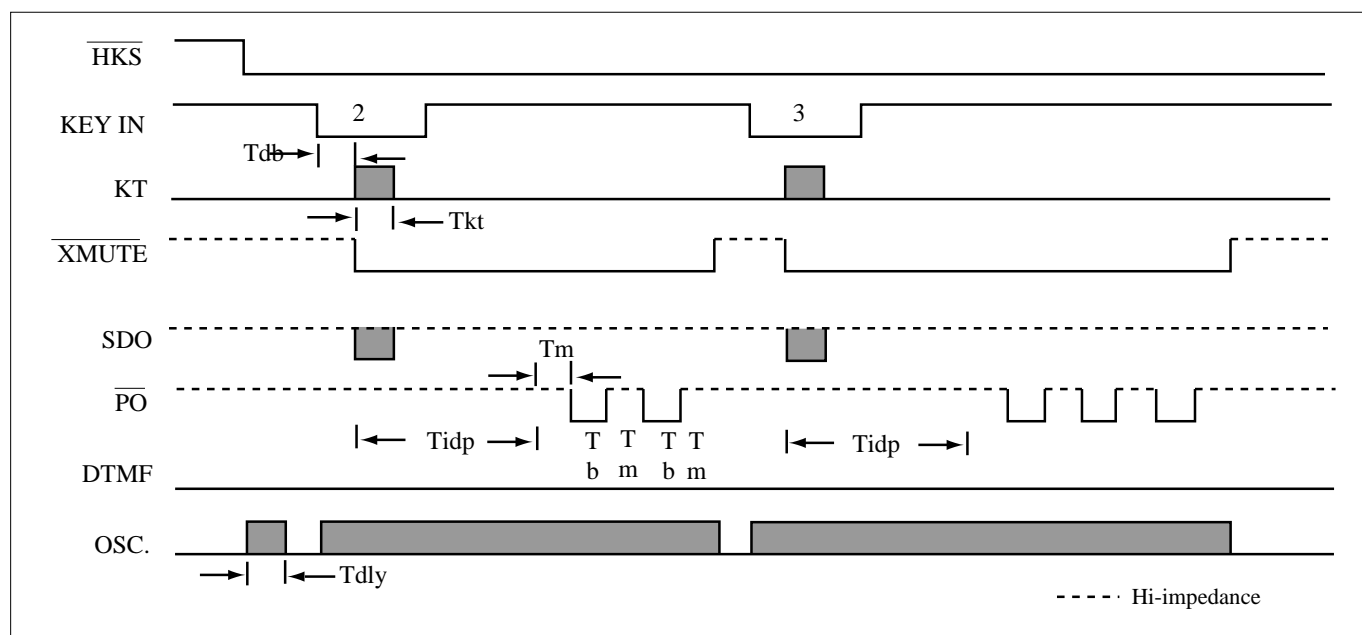 HKS
KEY IN 2 3
Tdb
KT
Tkt
XMUTE
SDO
Tm
PO
Tidp T b T m T b T m Tidp
DTMF
OSC.
Tdly
Hi-impedance